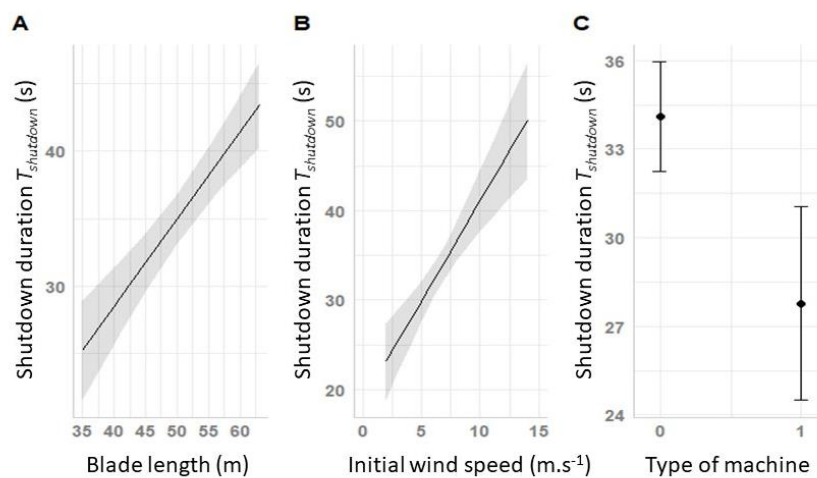 A
B
C
Shutdown duration T_shutdown (s)
40
30
35 40 45 50 55 60
Blade length (m)
Shutdown duration T_shutdown (s)
50
40
30
20
0 5 10 15
Initial wind speed (m.s⁻¹)
Shutdown duration T_shutdown (s)
36
33
30
27
24
0 1
Type of machine